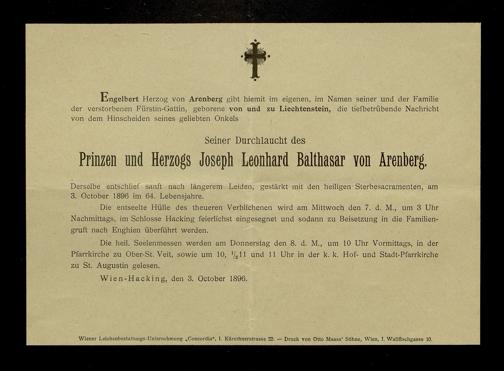 Engelbert Herzog von Arenberg gibt hiemit im eigenen, im Namen seiner und der Familie
der verstorbenen Fürstin-Gattin, geborene von und zu Liechtenstein, die tiefbetrübende Nachricht
von dem Hinscheiden seines geliebten Onkels
Seiner Durchlaucht des
Prinzen und Herzogs Joseph Leonhard Balthasar von Arenberg.
Derselbe entschlief sanft nach längerem Leiden, gestärkt mit den heiligen Sterbesacramenten, am
3. October 1896 im 64. Lebensjahre.
Die entseelte Hülle des theueren Verblichenen wird am Mittwoch den 7. d. M., um 3 Uhr
Nachmittags, im Schlosse Hacking feierlichst eingesegnet und sodann zu Beisetzung in die Familien-
gruft nach Enghien überführt werden.
Die heil. Seelenmessen werden am Donnerstag den 8. d. M., um 10 Uhr Vormittags, in der
Pfarrkirche zu Ober-St. Veit, sowie um 10, ½11 und 11 Uhr in der k. k. Hof- und Stadt-Pfarrkirche
zu St. Augustin gelesen.
Wien-Hacking, den 3. October 1896.
Wiener Leichenbestattungs-Unternehmung „Concordia", I. Kärntnerstrasse 22. — Druck von Otto Maass' Söhne, Wien, I. Wallfischgasse 10.